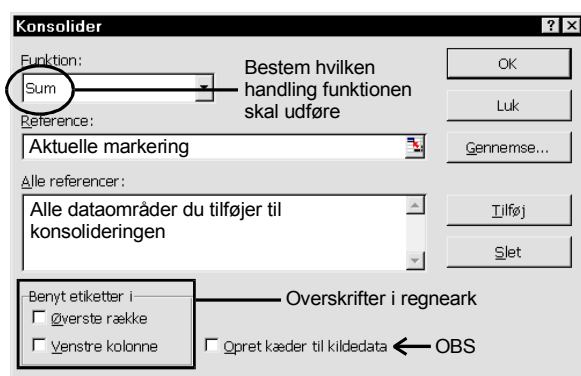 Konsolider
Funktion:
Sum
Bestem hvilken
handling funktionen
skal udføre
OK
Luk
Reference:
Aktuelle markering
Gennemse...
Alle referencer:
Alle dataområder du tilføjer til
konsolideringen
Tilføj
Slet
Benyt etiketter i
Overskrifter i regneark
Øverste række
Venstre kolonne
Opret kæder til kildedata
OBS